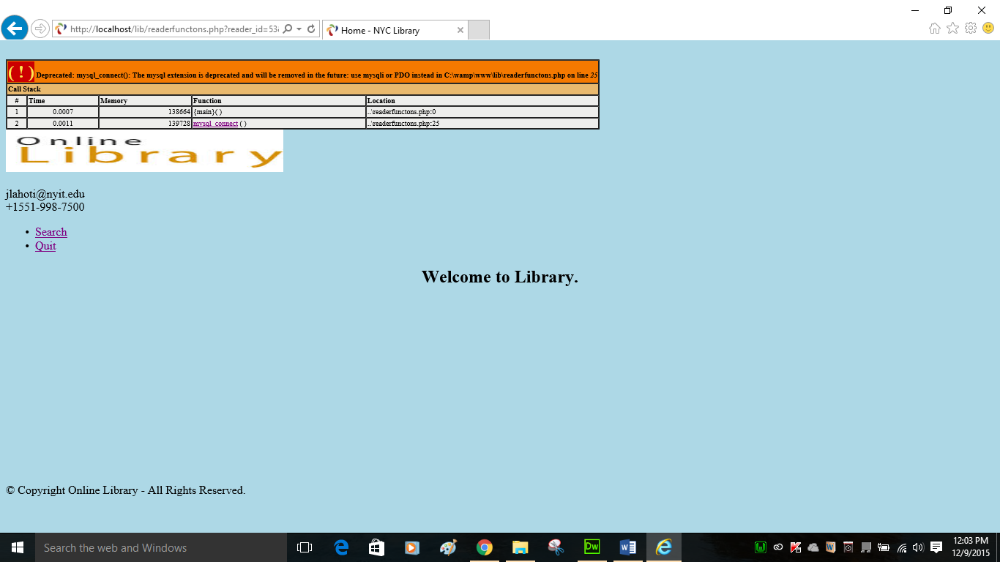 http://localhost/lib/readerfunctons.php?reader_id=53
Home - NYC Library
( ! ) Deprecated: mysql_connect(): The mysql extension is deprecated and will be removed in the future: use mysqli or PDO instead in C:\wamp\www\lib\readerfunctons.php on line 25
Call Stack
# Time Memory Function Location
1 0.0007 138664 {main}( ) ..\readerfunctons.php:0
2 0.0011 139728 mysql_connect ( ) ..\readerfunctons.php:25
Online
Library
jlahoti@nyit.edu
+1551-998-7500
• Search
• Quit
Welcome to Library.
© Copyright Online Library - All Rights Reserved.
Search the web and Windows
Dw
12:03 PM
12/9/2015